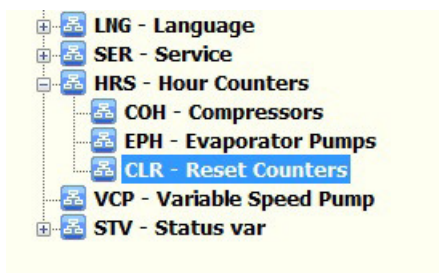 LNG - Language
SER - Service
HRS - Hour Counters
COH - Compressors
EPH - Evaporator Pumps
CLR - Reset Counters
VCP - Variable Speed Pump
STV - Status var